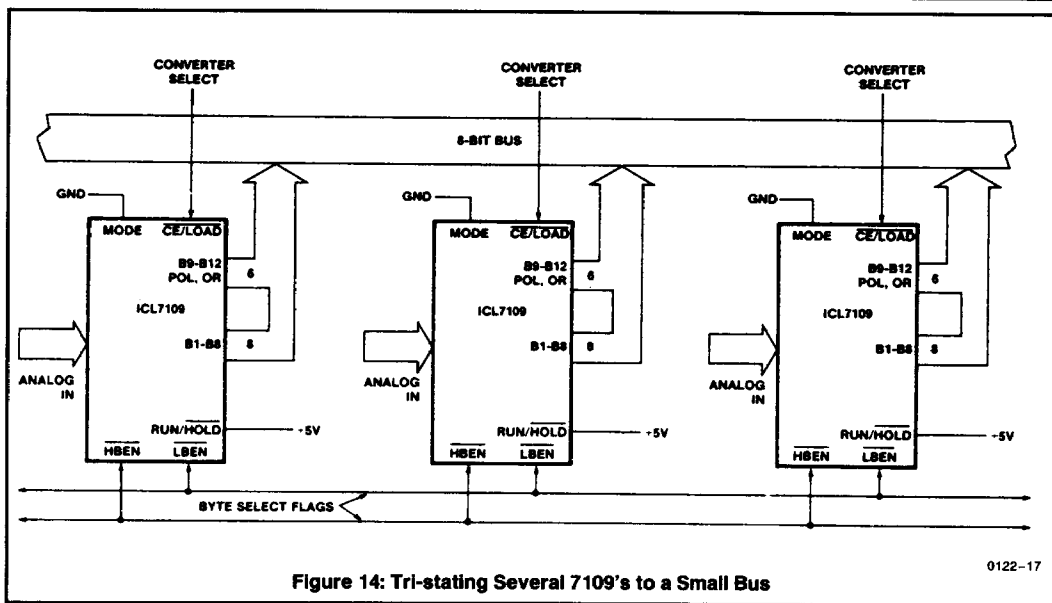 CONVERTER
SELECT
CONVERTER
SELECT
CONVERTER
SELECT
8-BIT BUS
GND
MODE
CE/LOAD
B9-B12
POL, OR
6
ICL7109
B1-B8
8
ANALOG
IN
RUN/HOLD
+5V
HBEN
LBEN
GND
MODE
CE/LOAD
B9-B12
POL, OR
6
ICL7109
B1-B8
8
ANALOG
IN
RUN/HOLD
+5V
HBEN
LBEN
GND
MODE
CE/LOAD
B9-B12
POL, OR
6
ICL7109
B1-B8
8
ANALOG
IN
RUN/HOLD
+5V
HBEN
LBEN
BYTE SELECT FLAGS
0122-17
Figure 14: Tri-stating Several 7109's to a Small Bus